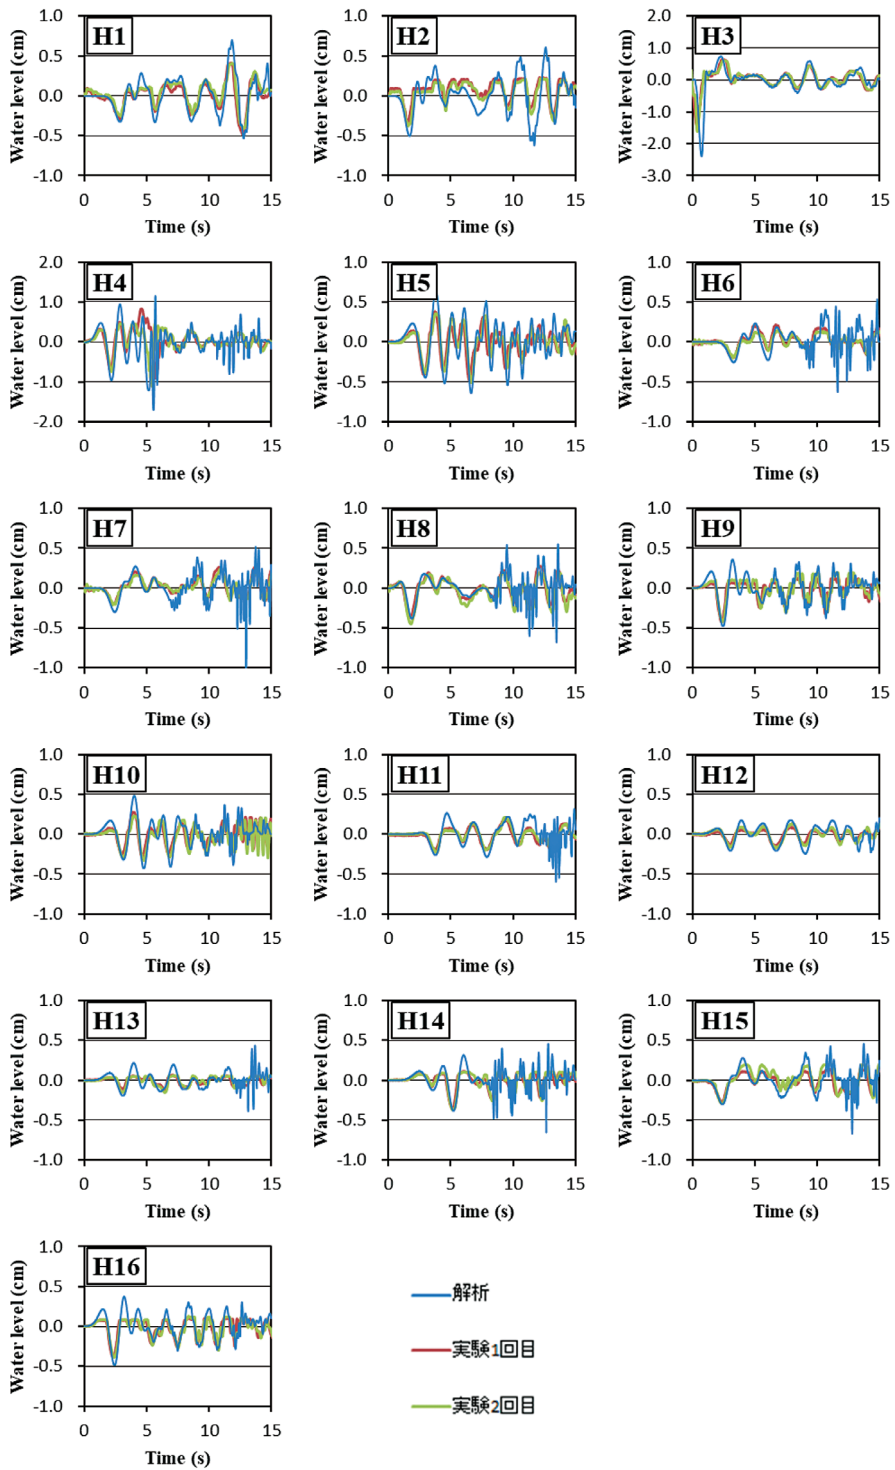 H1
Water level (cm)
1.0
0.5
0.0
-0.5
-1.0
0 5 10 15
Time (s)
H2
Water level (cm)
1.0
0.5
0.0
-0.5
-1.0
0 5 10 15
Time (s)
H3
Water level (cm)
2.0
1.0
0.0
-1.0
-2.0
-3.0
0 5 10 15
Time (s)
H4
Water level (cm)
2.0
1.0
0.0
-1.0
-2.0
0 5 10 15
Time (s)
H5
Water level (cm)
1.0
0.5
0.0
-0.5
-1.0
0 5 10 15
Time (s)
H6
Water level (cm)
1.0
0.5
0.0
-0.5
-1.0
0 5 10 15
Time (s)
H7
Water level (cm)
1.0
0.5
0.0
-0.5
-1.0
0 5 10 15
Time (s)
H8
Water level (cm)
1.0
0.5
0.0
-0.5
-1.0
0 5 10 15
Time (s)
H9
Water level (cm)
1.0
0.5
0.0
-0.5
-1.0
0 5 10 15
Time (s)
H10
Water level (cm)
1.0
0.5
0.0
-0.5
-1.0
0 5 10 15
Time (s)
H11
Water level (cm)
1.0
0.5
0.0
-0.5
-1.0
0 5 10 15
Time (s)
H12
Water level (cm)
1.0
0.5
0.0
-0.5
-1.0
0 5 10 15
Time (s)
H13
Water level (cm)
1.0
0.5
0.0
-0.5
-1.0
0 5 10 15
Time (s)
H14
Water level (cm)
1.0
0.5
0.0
-0.5
-1.0
0 5 10 15
Time (s)
H15
Water level (cm)
1.0
0.5
0.0
-0.5
-1.0
0 5 10 15
Time (s)
H16
Water level (cm)
1.0
0.5
0.0
-0.5
-1.0
0 5 10 15
Time (s)
解析
実験1回目
実験2回目